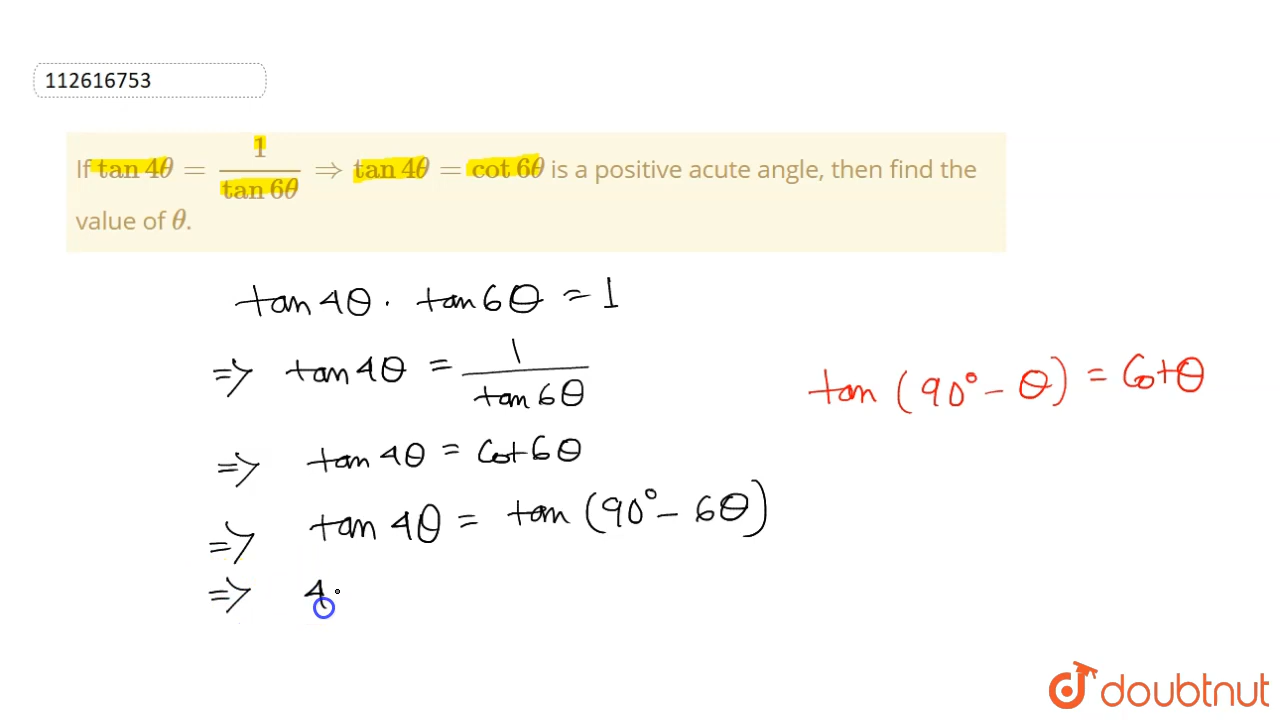 112616753
If tan 4θ = 1/tan 6θ ⇒ tan 4θ = cot 6θ is a positive acute angle, then find the
value of θ.
tan 4θ · tan 6θ = 1
=> tan 4θ = 1/tan 6θ
tan (90° - θ) = Cot θ
=> tan 4θ = Cot 6θ
=> tan 4θ = tan (90° - 6θ)
=> 4
doubtnut